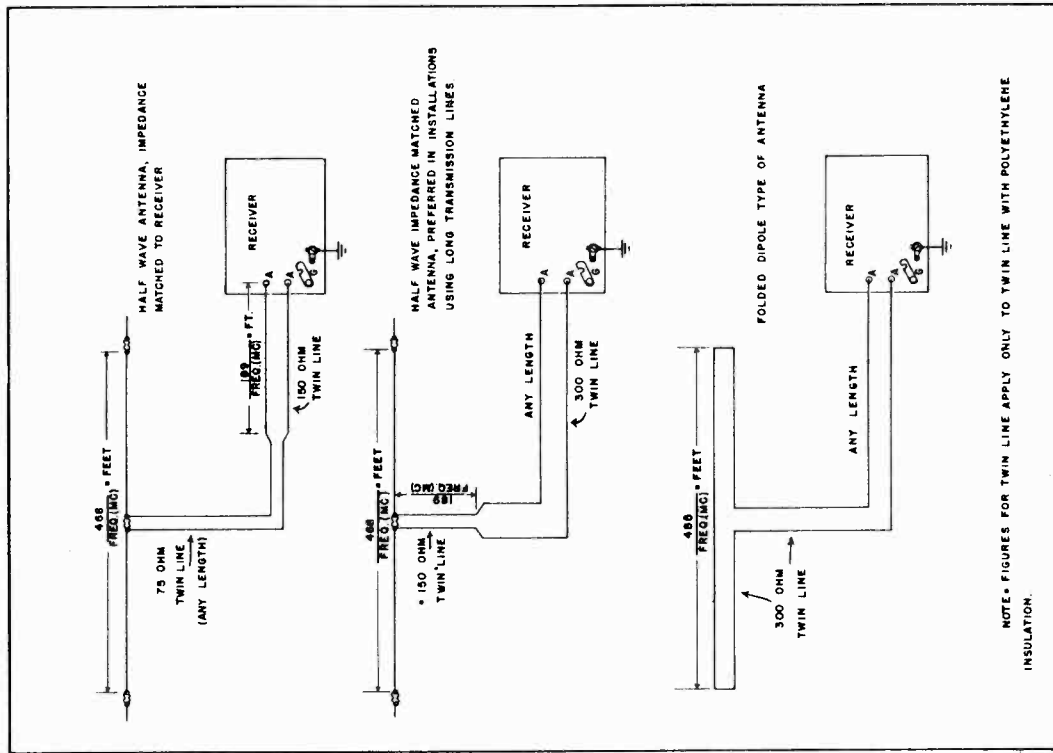 468
FREQ.(MC) = FEET
75 OHM
TWIN LINE
(ANY LENGTH)
189
FREQ.(MC) = FT.
150 OHM
TWIN LINE
HALF WAVE ANTENNA, IMPEDANCE
MATCHED TO RECEIVER
RECEIVER
A
A
G
468
FREQ.(MC) = FEET
189
FREQ.(MC)
* 150 OHM
TWIN LINE
ANY LENGTH
300 OHM
TWIN LINE
HALF WAVE IMPEDANCE MATCHED
ANTENNA, PREFERRED IN INSTALLATIONS
USING LONG TRANSMISSION LINES
RECEIVER
A
A
G
468
FREQ.(MC) = FEET
300 OHM
TWIN LINE
ANY LENGTH
FOLDED DIPOLE TYPE OF ANTENNA
RECEIVER
A
A
G
NOTE= FIGURES FOR TWIN LINE APPLY ONLY TO TWIN LINE WITH POLYETHYLENE
INSULATION.